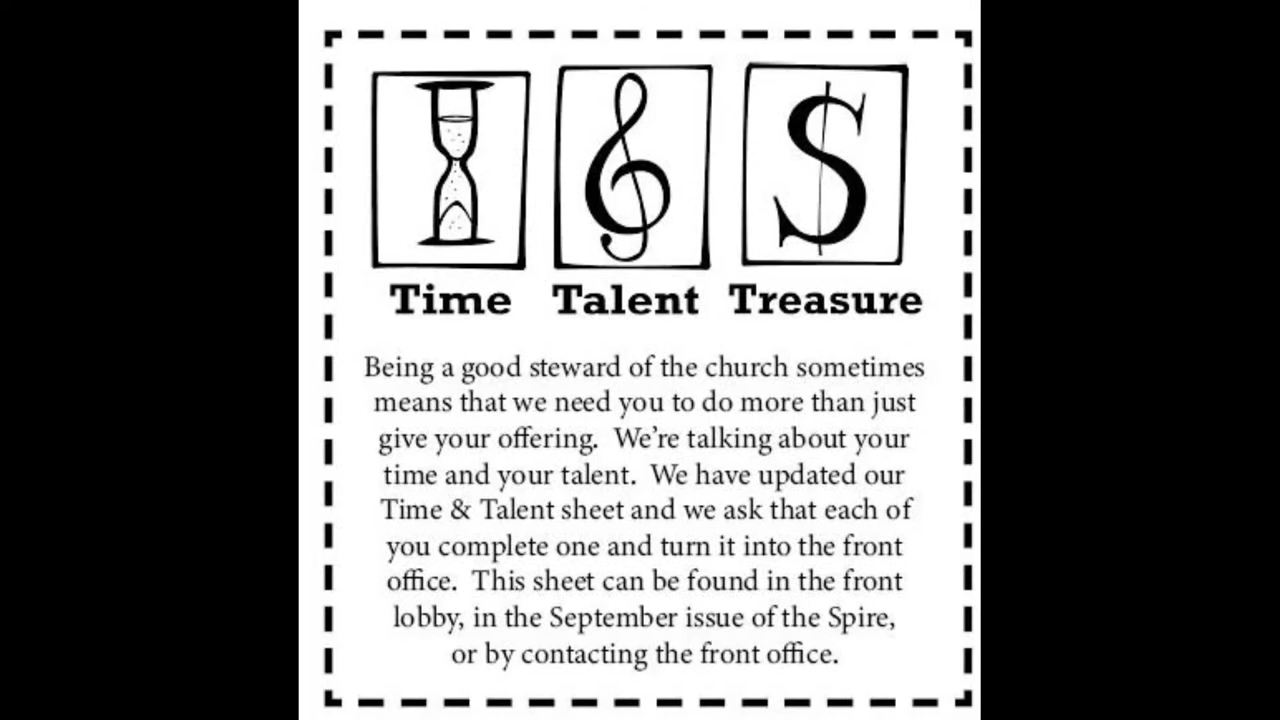 Time Talent Treasure
Being a good steward of the church sometimes
means that we need you to do more than just
give your offering.  We're talking about your
time and your talent.  We have updated our
Time & Talent sheet and we ask that each of
you complete one and turn it into the front
office.  This sheet can be found in the front
lobby, in the September issue of the Spire,
or by contacting the front office.